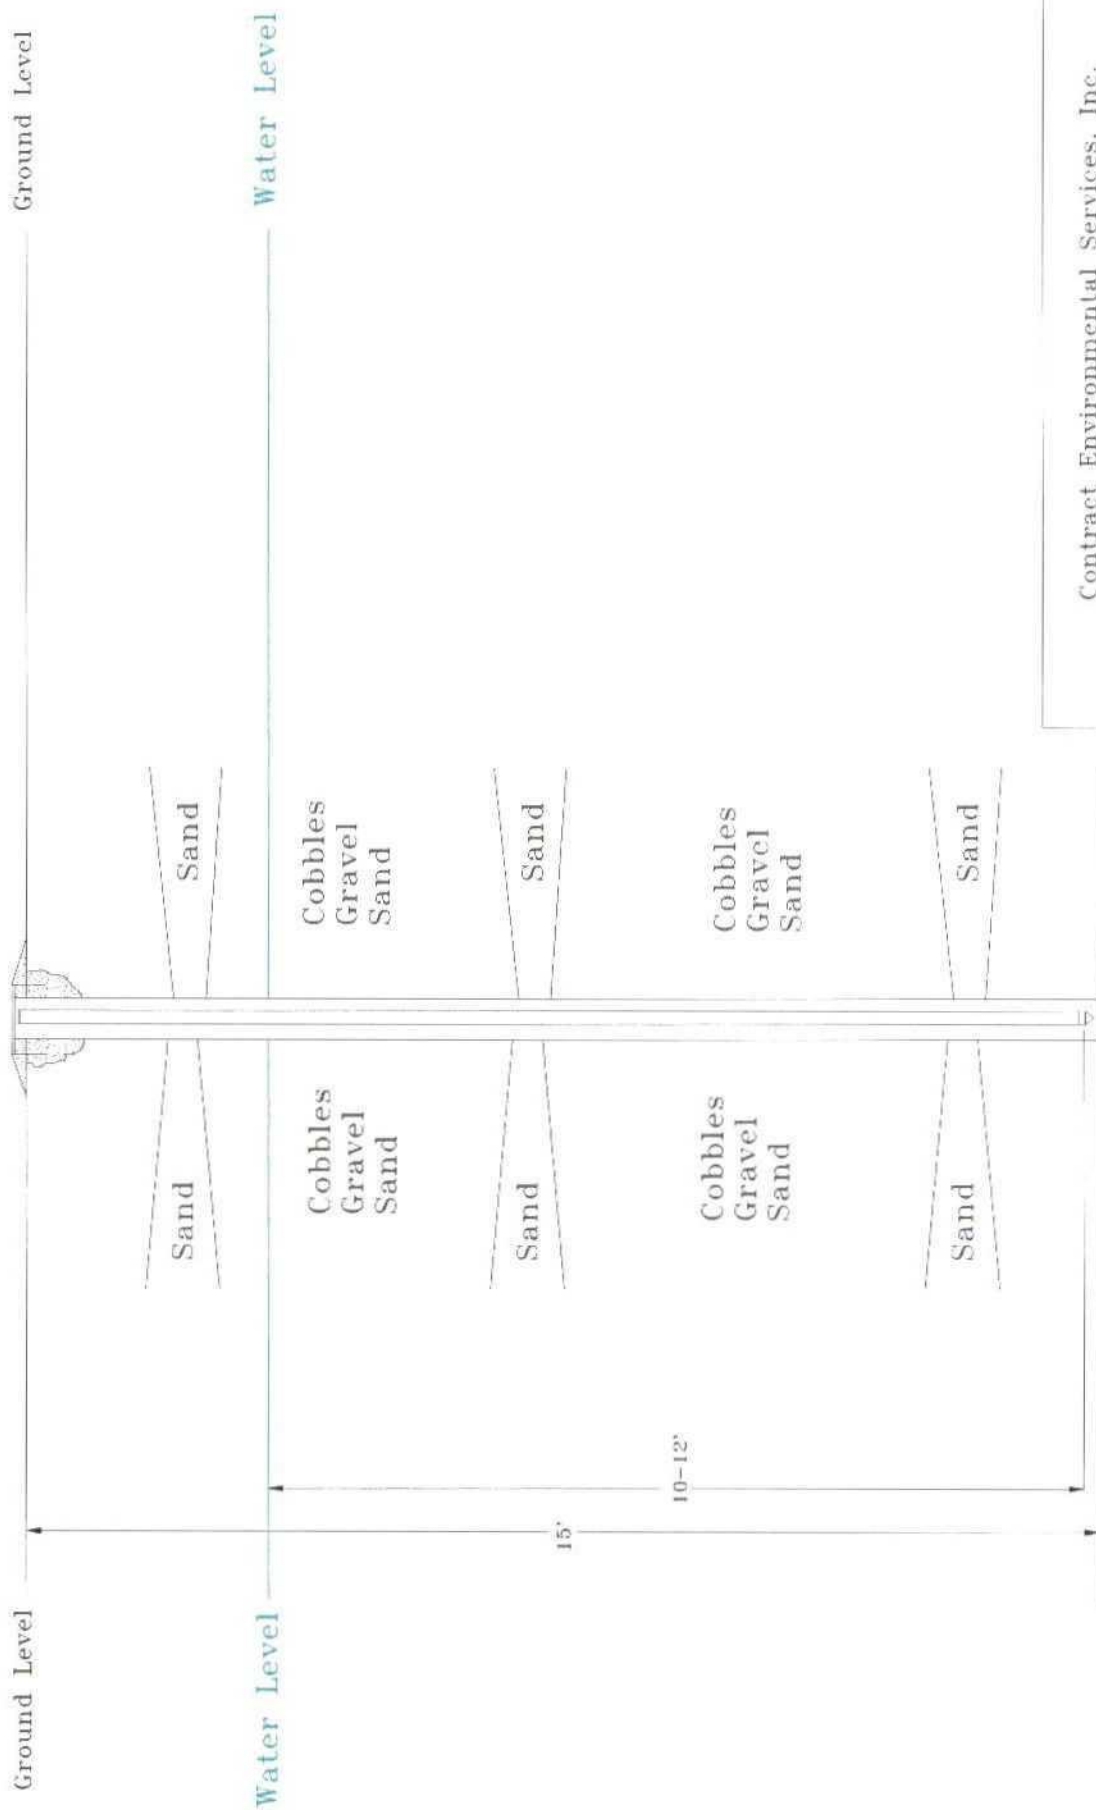 Ground Level
Ground Level
Water Level
Water Level
Sand
Sand
Cobbles
Gravel
Sand
Cobbles
Gravel
Sand
Sand
Sand
15'
10-12'
Cobbles
Gravel
Sand
Cobbles
Gravel
Sand
Sand
Sand
Contract Environmental Services, Inc.